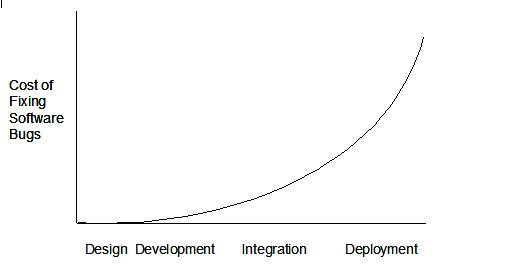 Cost of
Fixing
Software
Bugs
Design Development Integration Deployment